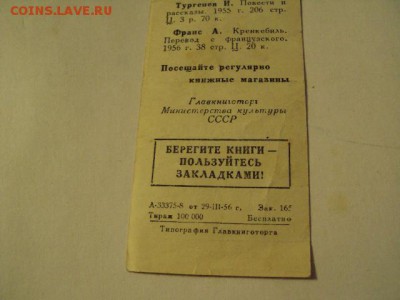 COINS.LAVE.RU
Тургенев И. Повести и
рассказы 1955 г. 206 стр.
Ц. 3 р. 70 к.
Франс А. Кренкебиль.
Перевод с французского.
1956 г. 38 стр. Ц. 20 к.
Посещайте регулярно
книжные магазины
Главкниготорг
Министерства культуры
СССР
БЕРЕГИТЕ КНИГИ —
ПОЛЬЗУЙТЕСЬ
ЗАКЛАДКАМИ!
А-33375-8 от 29-III-56 г. Зак. 165
Тираж 100 000 Бесплатно
Типография Главкниготорга